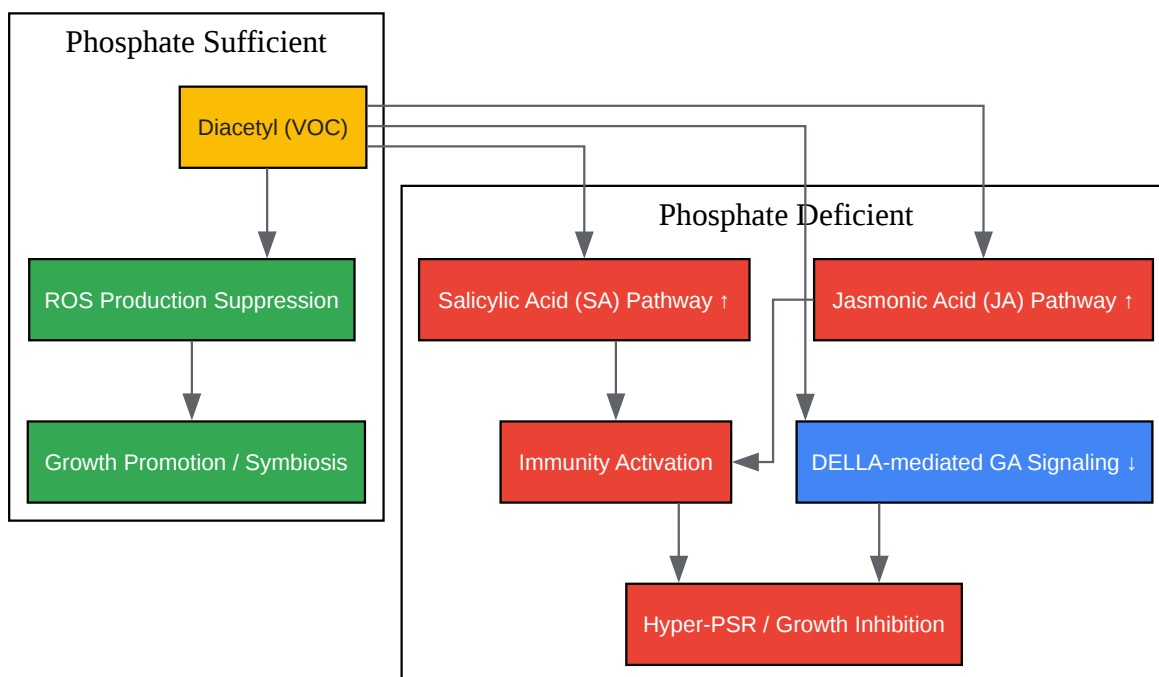 Phosphate Sufficient
Diacetyl (VOC)
ROS Production Suppression
Growth Promotion / Symbiosis
Phosphate Deficient
Salicylic Acid (SA) Pathway ↑
Jasmonic Acid (JA) Pathway ↑
Immunity Activation
DELLA-mediated GA Signaling ↓
Hyper-PSR / Growth Inhibition